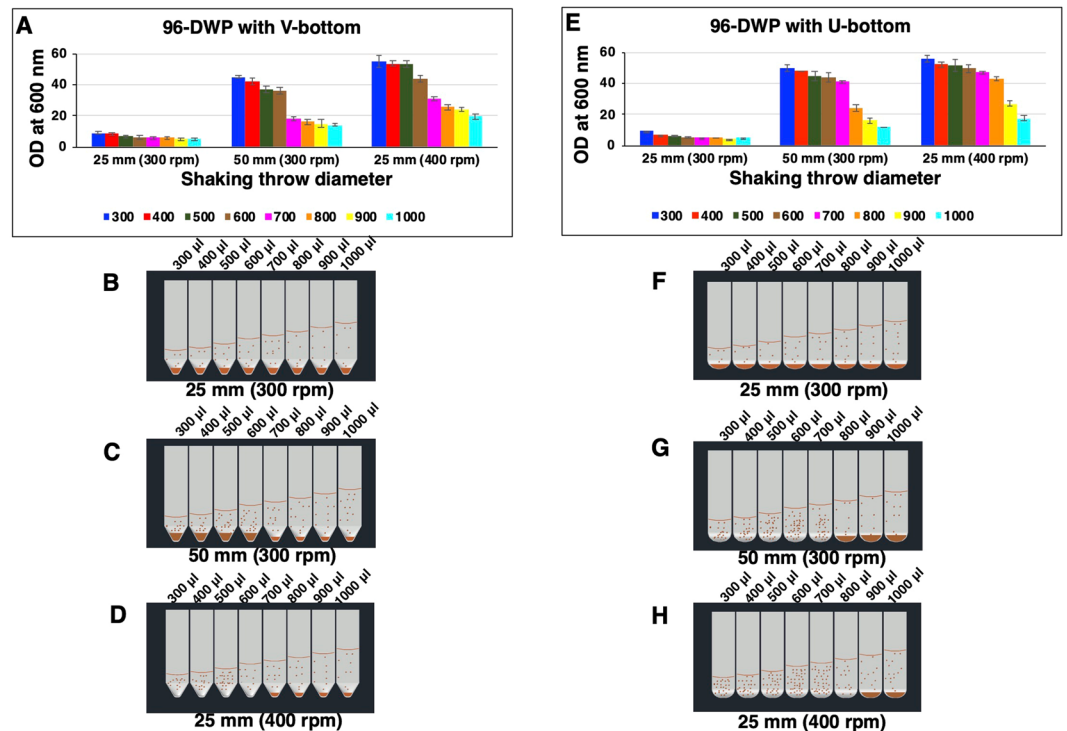 A
96-DWP with V-bottom
OD at 600 nm
60
40
20
0
25 mm (300 rpm)
50 mm (300 rpm)
25 mm (400 rpm)
Shaking throw diameter
300
400
500
600
700
800
900
1000
E
96-DWP with U-bottom
OD at 600 nm
60
40
20
0
25 mm (300 rpm)
50 mm (300 rpm)
25 mm (400 rpm)
Shaking throw diameter
300
400
500
600
700
800
900
1000
B
300 µl
400 µl
500 µl
600 µl
700 µl
800 µl
900 µl
1000 µl
25 mm (300 rpm)
F
300 µl
400 µl
500 µl
600 µl
700 µl
800 µl
900 µl
1000 µl
25 mm (300 rpm)
C
300 µl
400 µl
500 µl
600 µl
700 µl
800 µl
900 µl
1000 µl
50 mm (300 rpm)
G
300 µl
400 µl
500 µl
600 µl
700 µl
800 µl
900 µl
1000 µl
50 mm (300 rpm)
D
300 µl
400 µl
500 µl
600 µl
700 µl
800 µl
900 µl
1000 µl
25 mm (400 rpm)
H
300 µl
400 µl
500 µl
600 µl
700 µl
800 µl
900 µl
1000 µl
25 mm (400 rpm)